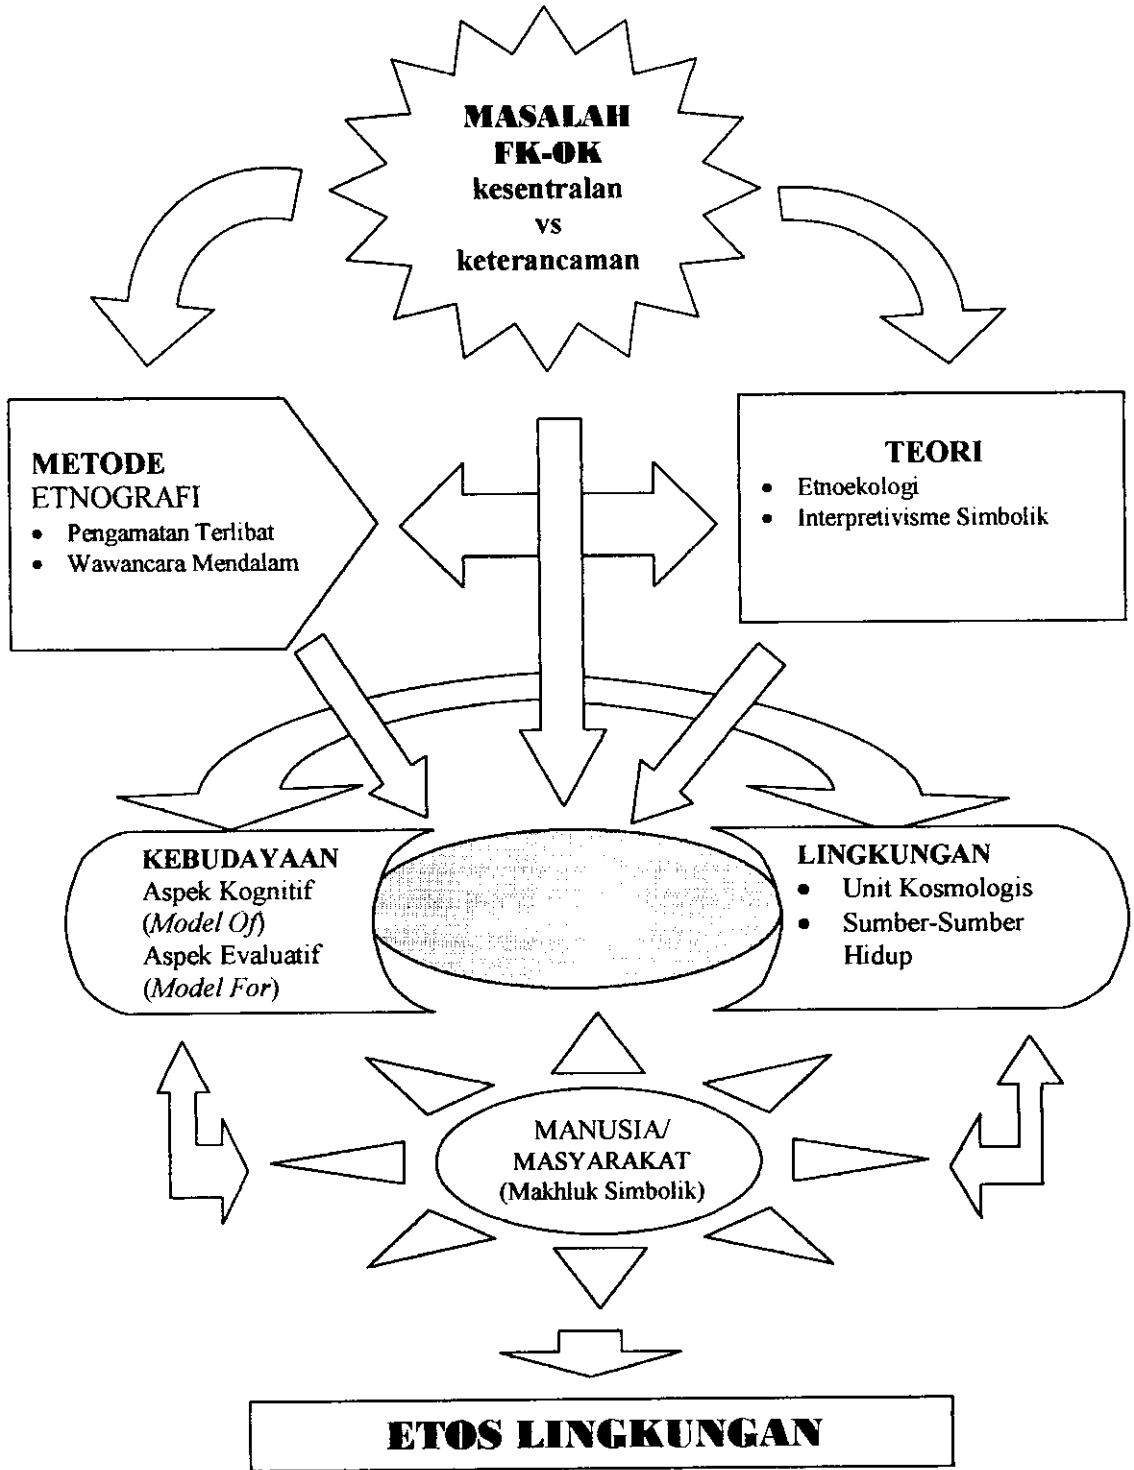 MASALAH
FK-OK
kesentralan
vs
keterancaman
METODE
ETNOGRAFI
• Pengamatan Terlibat
• Wawancara Mendalam
TEORI
• Etnoekologi
• Interpretivisme Simbolik
KEBUDAYAAN
Aspek Kognitif
(Model Of)
Aspek Evaluatif
(Model For)
LINGKUNGAN
• Unit Kosmologis
• Sumber-Sumber
Hidup
MANUSIA/
MASYARAKAT
(Makhluk Simbolik)
ETOS LINGKUNGAN